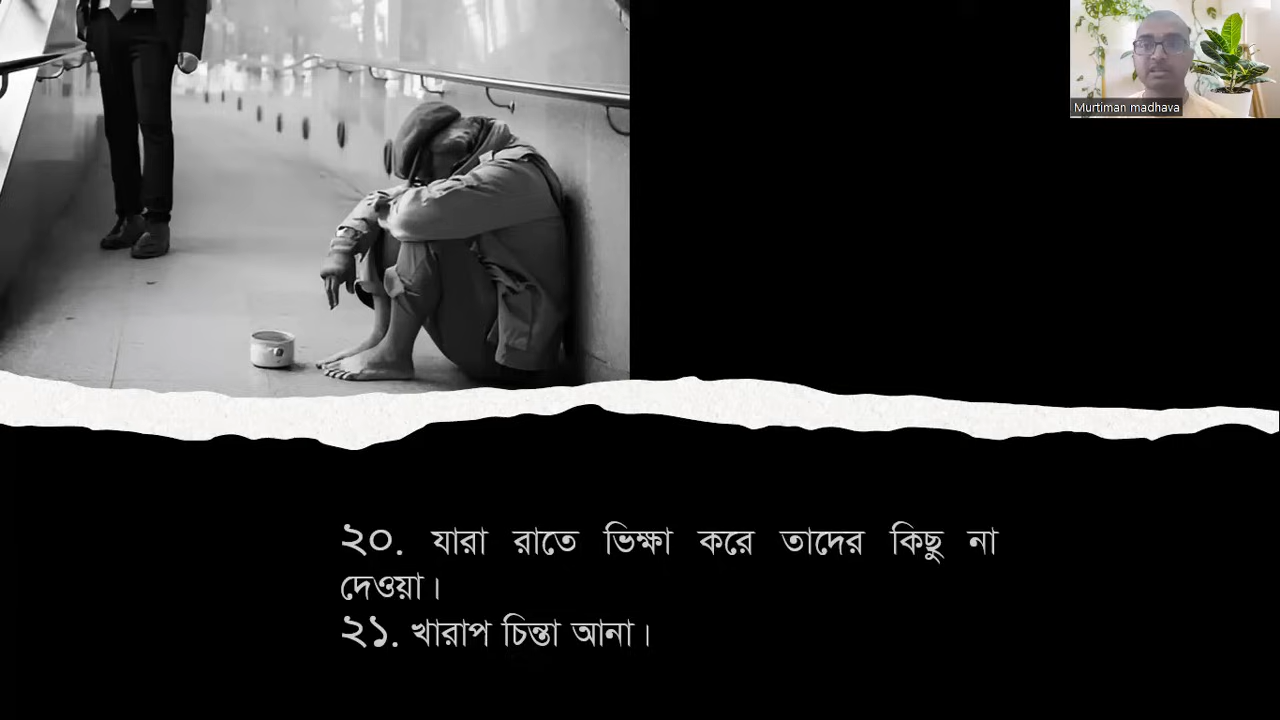 Murtiman madhava
২০. যারা রাতে ভিক্ষা করে তাদের কিছু না
দেওয়া।
২১. খারাপ চিন্তা আনা।